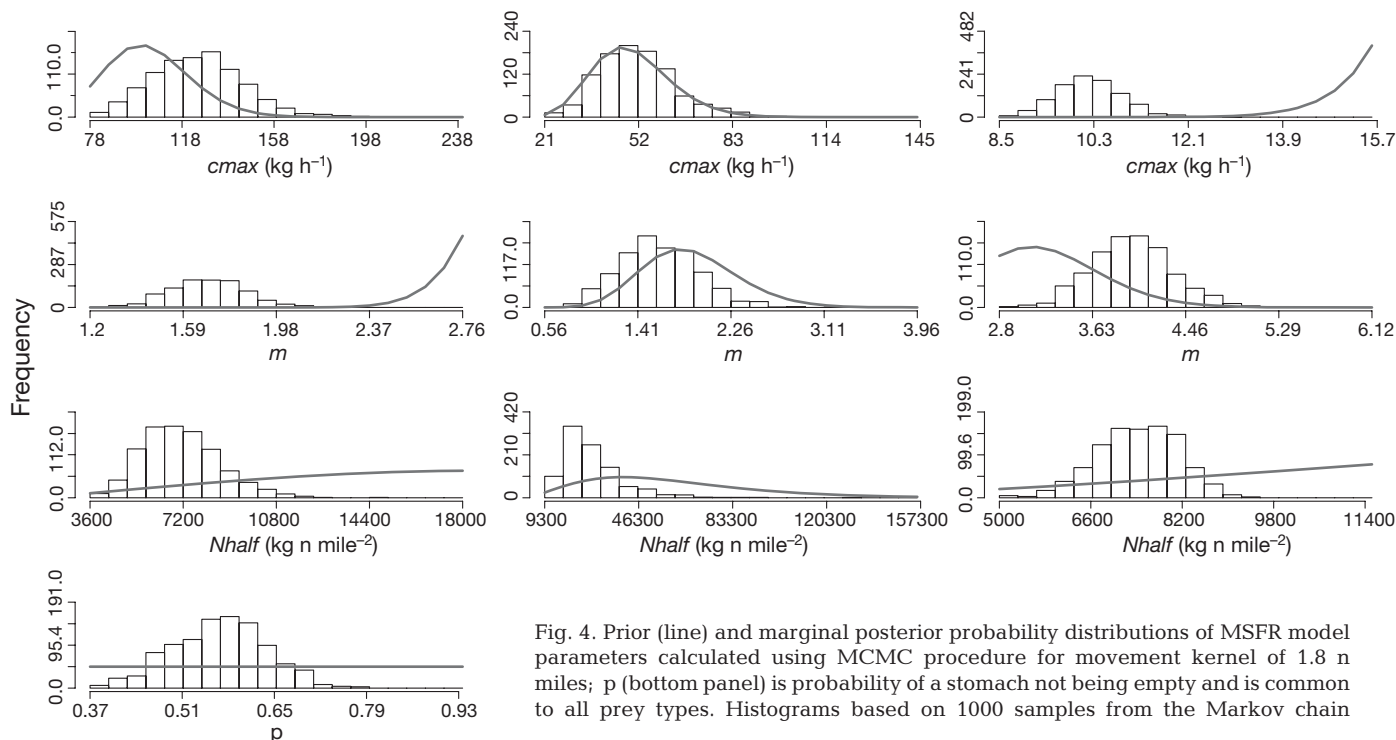 Frequency
0.0 110.0
78 118 158 198 238
cmax (kg h⁻¹)
0 120 240
21 52 83 114 145
cmax (kg h⁻¹)
0 241 482
8.5 10.3 12.1 13.9 15.7
cmax (kg h⁻¹)
0 287 575
1.2 1.59 1.98 2.37 2.76
m
0.0 117.0
0.56 1.41 2.26 3.11 3.96
m
0.0 110.0
2.8 3.63 4.46 5.29 6.12
m
0.0 112.0
3600 7200 10800 14400 18000
Nhalf (kg n mile⁻²)
0 210 420
9300 46300 83300 120300 157300
Nhalf (kg n mile⁻²)
0.0 99.6 199.0
5000 6600 8200 9800 11400
Nhalf (kg n mile⁻²)
0.0 95.4 191.0
0.37 0.51 0.65 0.79 0.93
p
Fig. 4. Prior (line) and marginal posterior probability distributions of MSFR model
parameters calculated using MCMC procedure for movement kernel of 1.8 n
miles; p (bottom panel) is probability of a stomach not being empty and is common
to all prey types. Histograms based on 1000 samples from the Markov chain